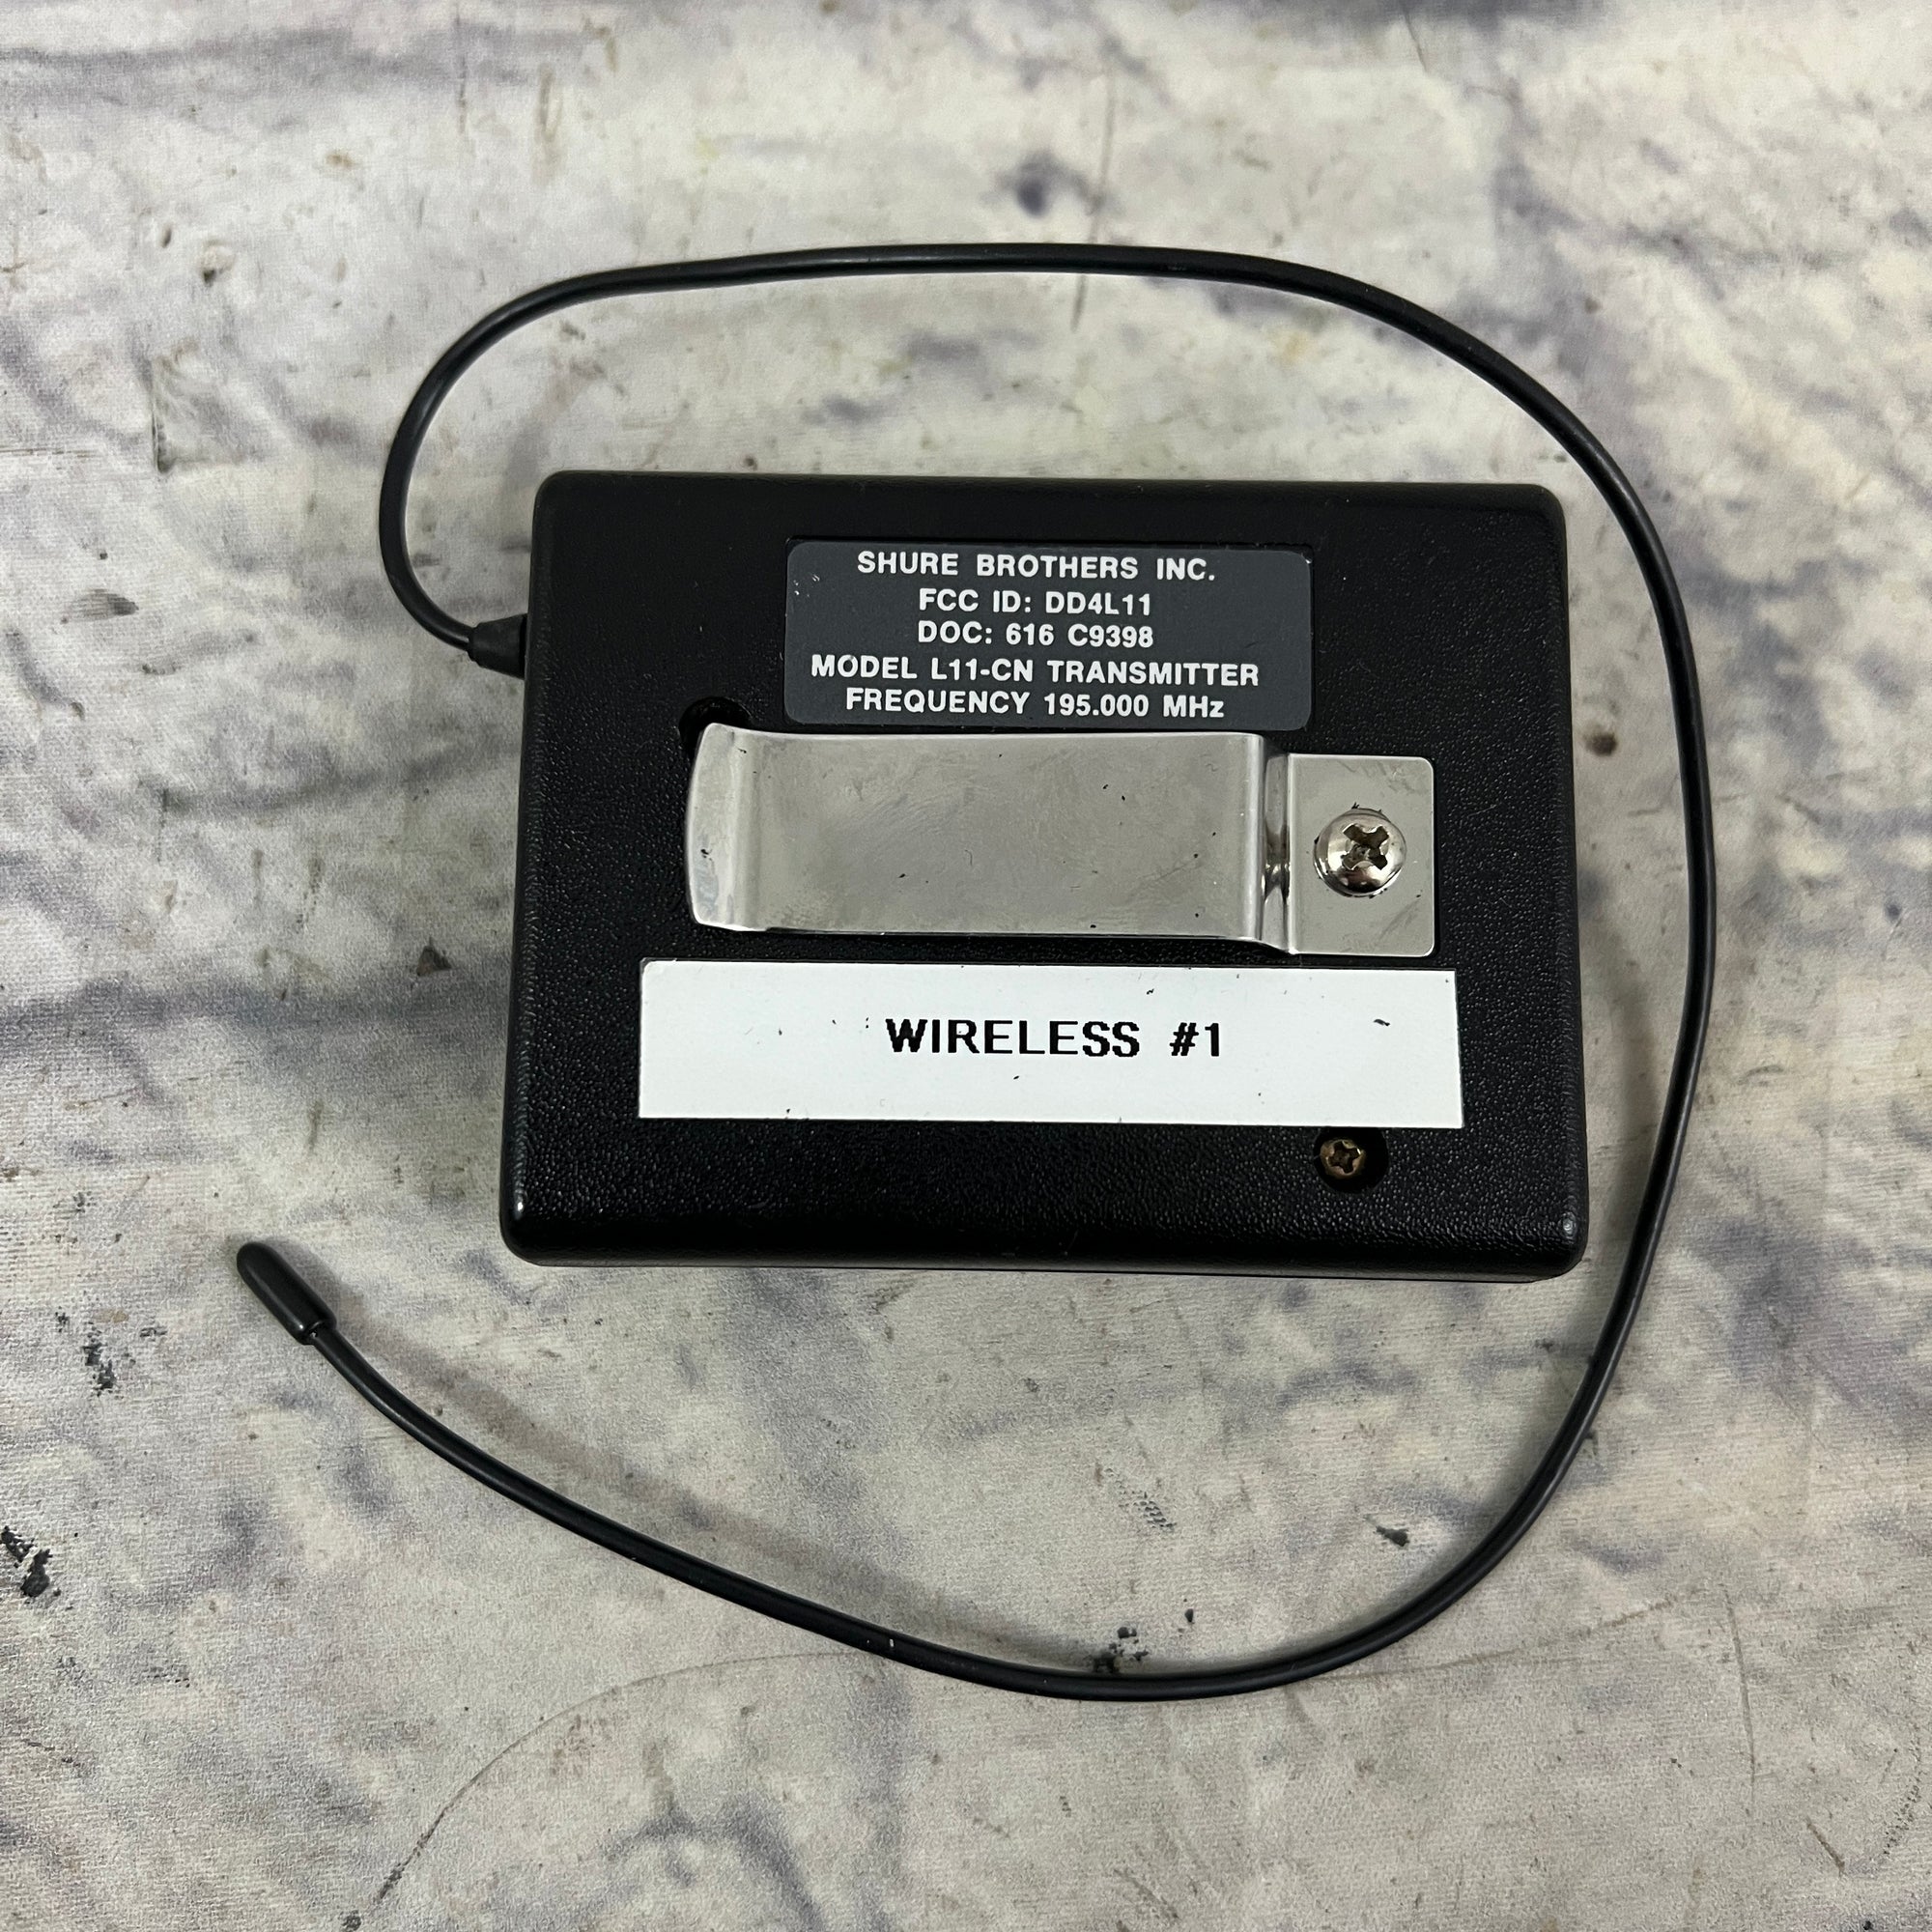 SHURE BROTHERS INC.
FCC ID: DD4L11
DOC: 616 C9398
MODEL L11-CN TRANSMITTER
FREQUENCY 195.000 MHz
WIRELESS #1